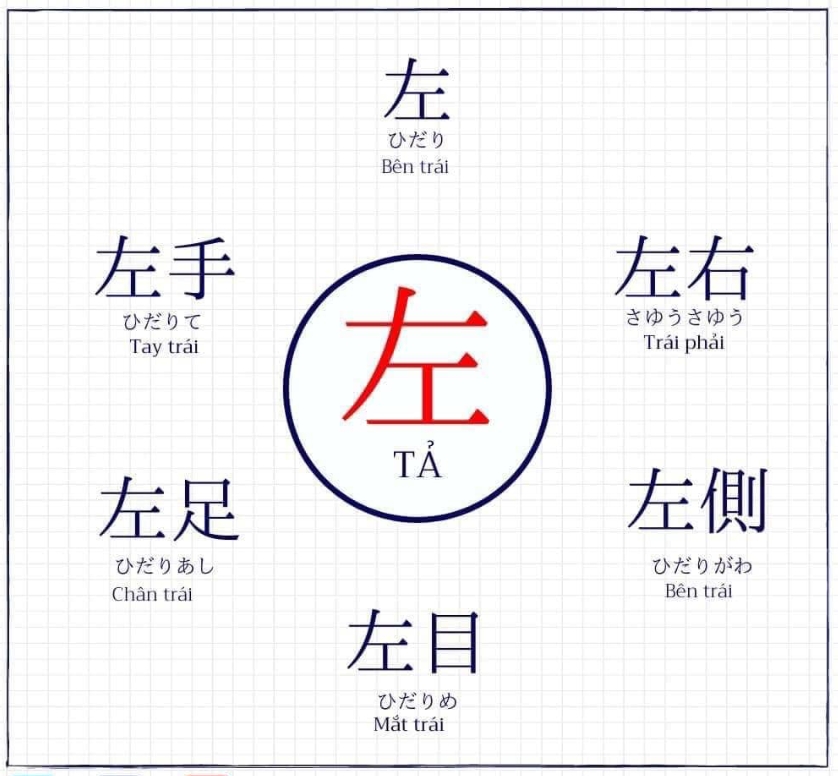 左
ひだり
Bên trái
左手
ひだりて
Tay trái
左右
さゆうさゆう
Trái phải
左
TẢ
左足
ひだりあし
Chân trái
左側
ひだりがわ
Bên trái
左目
ひだりめ
Mắt trái